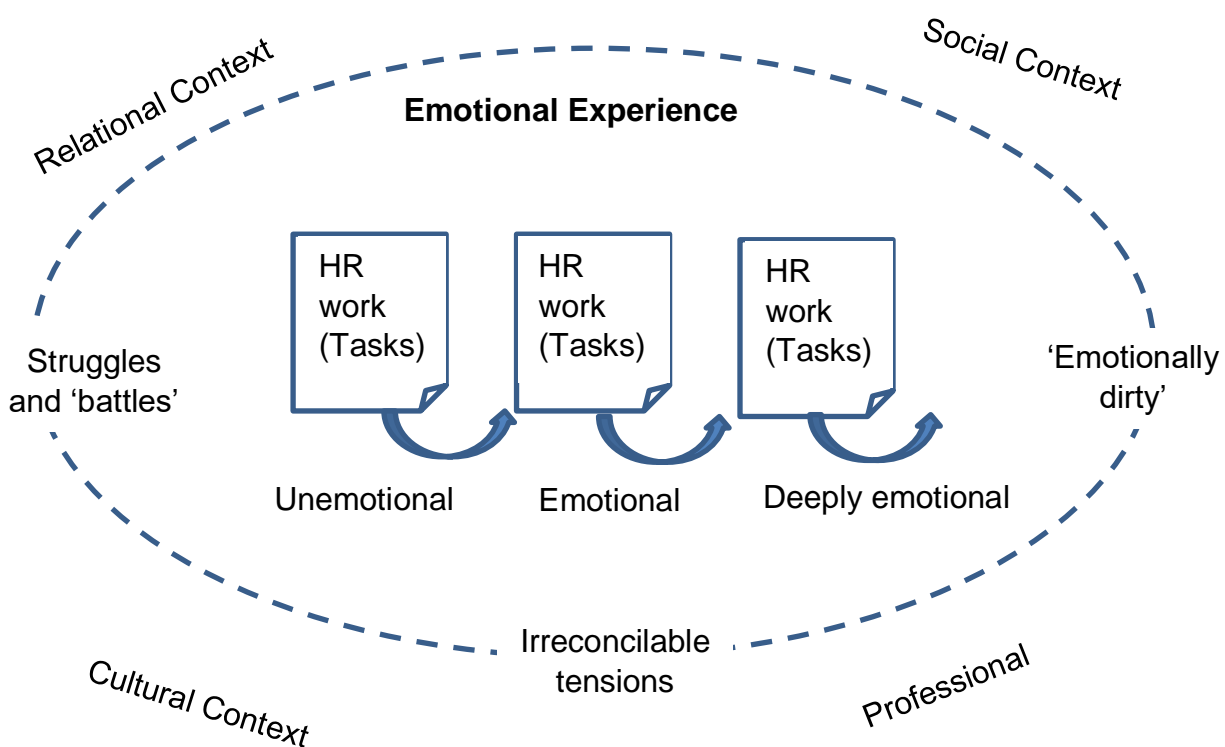 Relational Context
Social Context
Emotional Experience
HR
work
(Tasks)
HR
work
(Tasks)
HR
work
(Tasks)
Struggles
and ‘battles’
‘Emotionally
dirty’
Unemotional
Emotional
Deeply emotional
Irreconcilable
tensions
Cultural Context
Professional